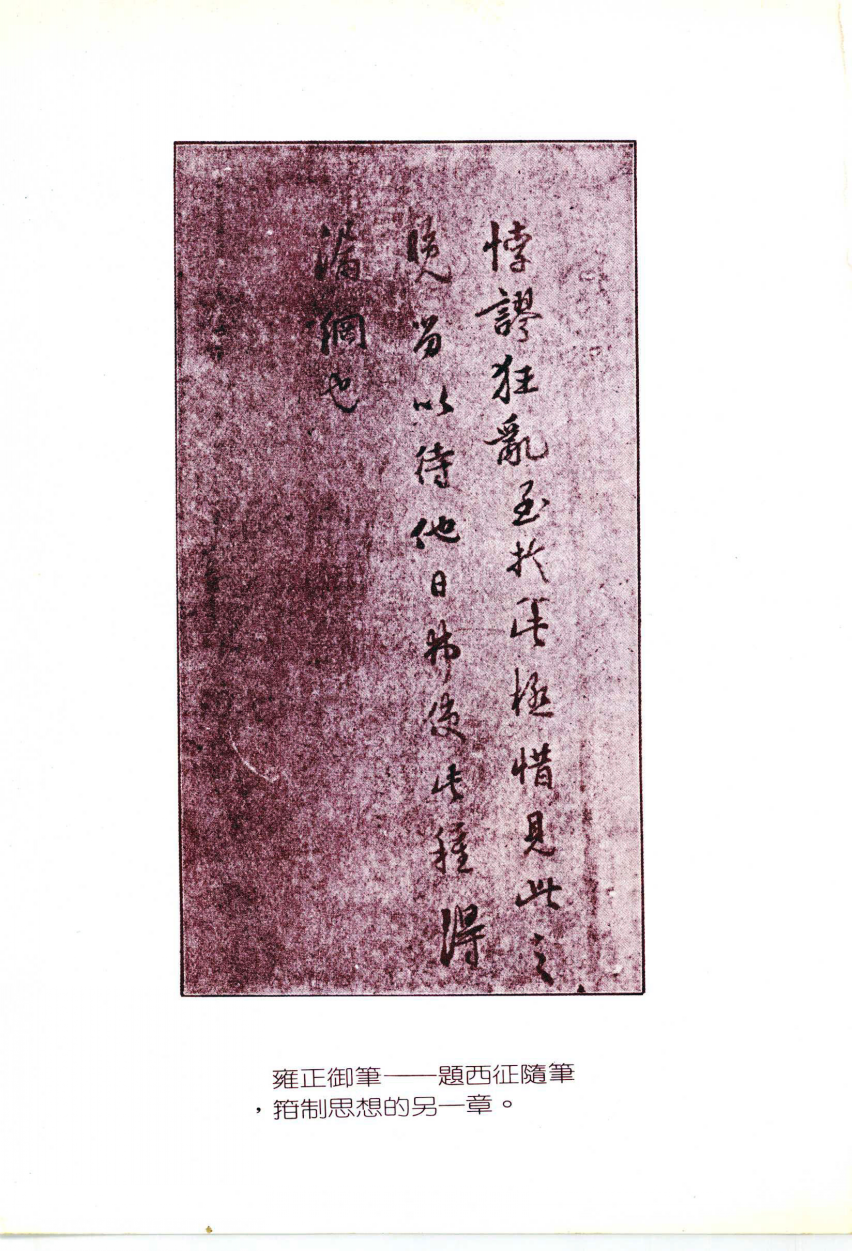 悖謬狂亂至於此極惜見此之
晚留以待他日弗使此種得
漏網也
雍正御筆——題西征隨筆
，箝制思想的另一章。